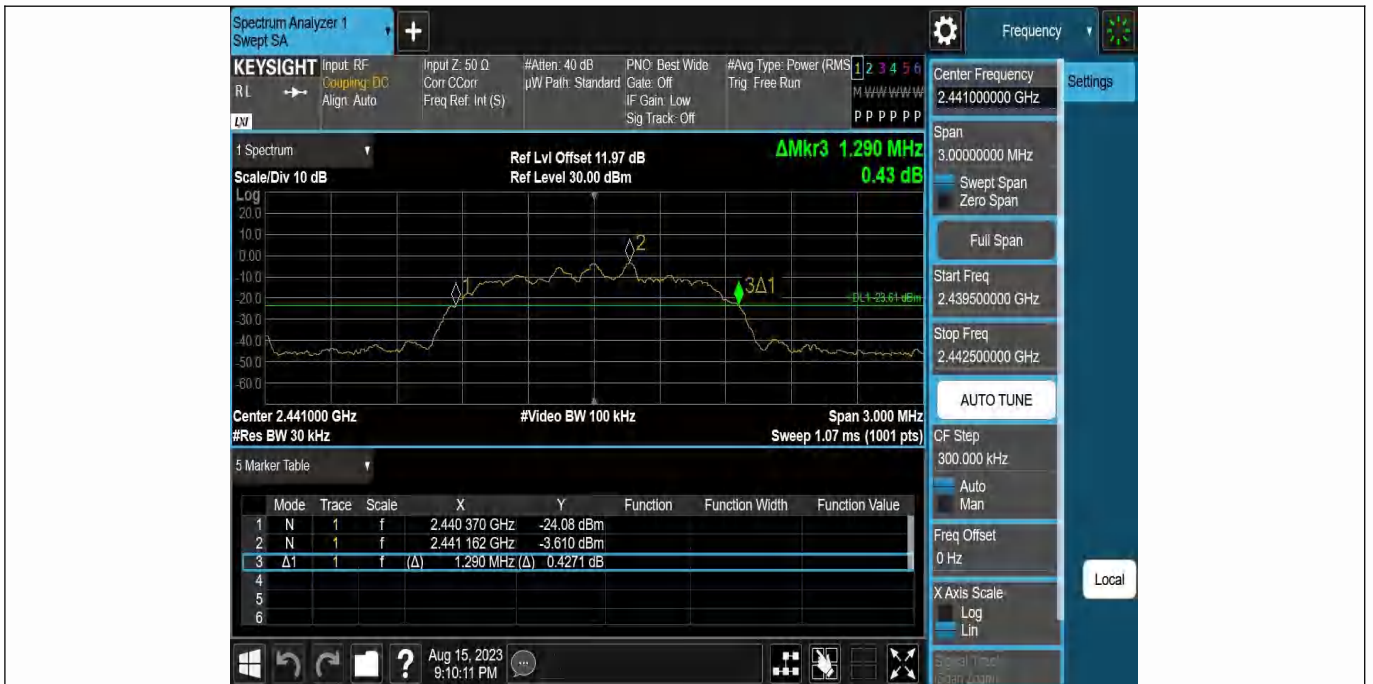 Spectrum Analyzer 1
Swept SA
+
Frequency
KEYSIGHT
RL
LXI
Input: RF
Coupling: DC
Align: Auto
Input Z: 50 Ω
Corr CCorr
Freq Ref: Int (S)
#Atten: 40 dB
µW Path: Standard
PNO: Best Wide
Gate: Off
IF Gain: Low
Sig Track: Off
#Avg Type: Power (RMS
Trig: Free Run
1 2 3 4 5 6
M W W W W W
P P P P P P
1 Spectrum
Scale/Div 10 dB
Log
Ref Lvl Offset 11.97 dB
Ref Level 30.00 dBm
ΔMkr3 1.290 MHz
0.43 dB
20.0
10.0
0.00
-10.0
-20.0
-30.0
-40.0
-50.0
-60.0
1
2
3Δ1
DL1 -23.61 dBm
Center 2.441000 GHz
#Video BW 100 kHz
Span 3.000 MHz
#Res BW 30 kHz
Sweep 1.07 ms (1001 pts)
5 Marker Table
Mode Trace Scale X Y Function Function Width Function Value
1 N 1 f 2.440 370 GHz -24.08 dBm
2 N 1 f 2.441 162 GHz -3.610 dBm
3 Δ1 1 f (Δ) 1.290 MHz (Δ) 0.4271 dB
4
5
6
Aug 15, 2023
9:10:11 PM
Center Frequency
2.441000000 GHz
Settings
Span
3.00000000 MHz
Swept Span
Zero Span
Full Span
Start Freq
2.439500000 GHz
Stop Freq
2.442500000 GHz
AUTO TUNE
CF Step
300.000 kHz
Auto
Man
Freq Offset
0 Hz
X Axis Scale
Log
Lin
Signal Track
(Span Zoom)
Local